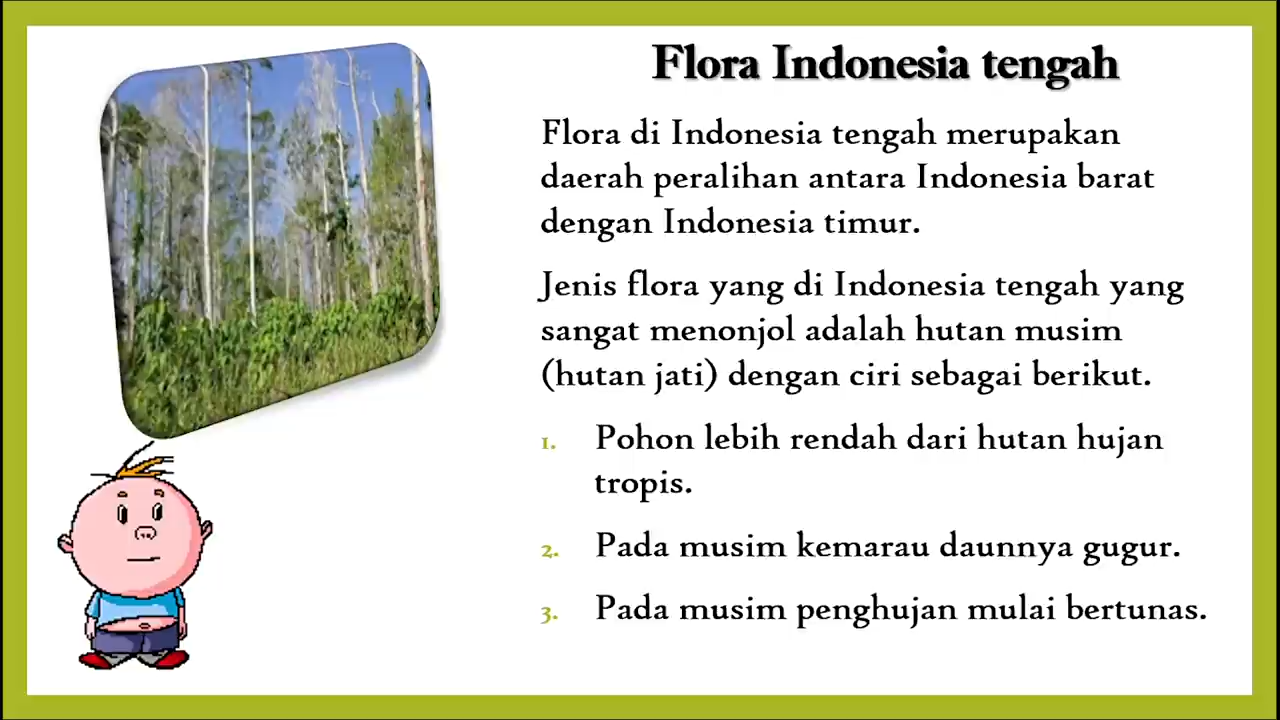 Flora Indonesia tengah
Flora di Indonesia tengah merupakan
daerah peralihan antara Indonesia barat
dengan Indonesia timur.
Jenis flora yang di Indonesia tengah yang
sangat menonjol adalah hutan musim
(hutan jati) dengan ciri sebagai berikut.
1. Pohon lebih rendah dari hutan hujan
tropis.
2. Pada musim kemarau daunnya gugur.
3. Pada musim penghujan mulai bertunas.